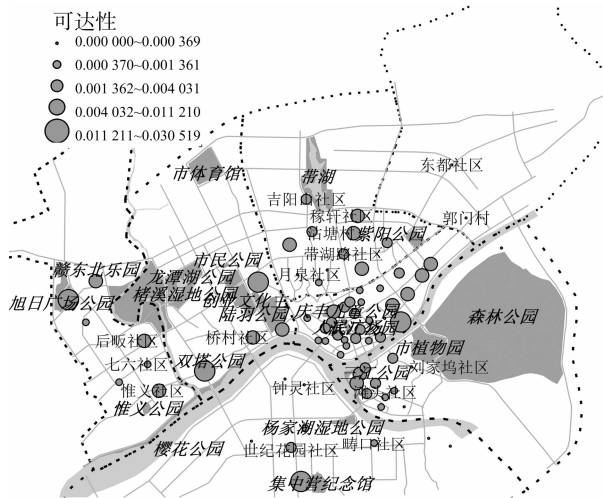 可达性
0.000 000~0.000 369
0.000 370~0.001 361
0.001 362~0.004 031
0.004 032~0.011 210
0.011 211~0.030 519
东都社区
市体育馆
带湖
吉阳山社区
稼轩社区
郭门村
紫阳公园
带湖路社区
市民公园
月泉社区
赣东北乐园
龙潭湖公园
槠溪湿地公园
旭日广场公园
陆羽公园
森林公园
后畈社区
桥村社区
市植物园
七六社区
双塔公园
刘家坞社区
惟义社区
钟灵社区
惟义公园
杨家湖湿地公园
樱花公园
世纪花园社区
畴口社区
集中营纪念馆